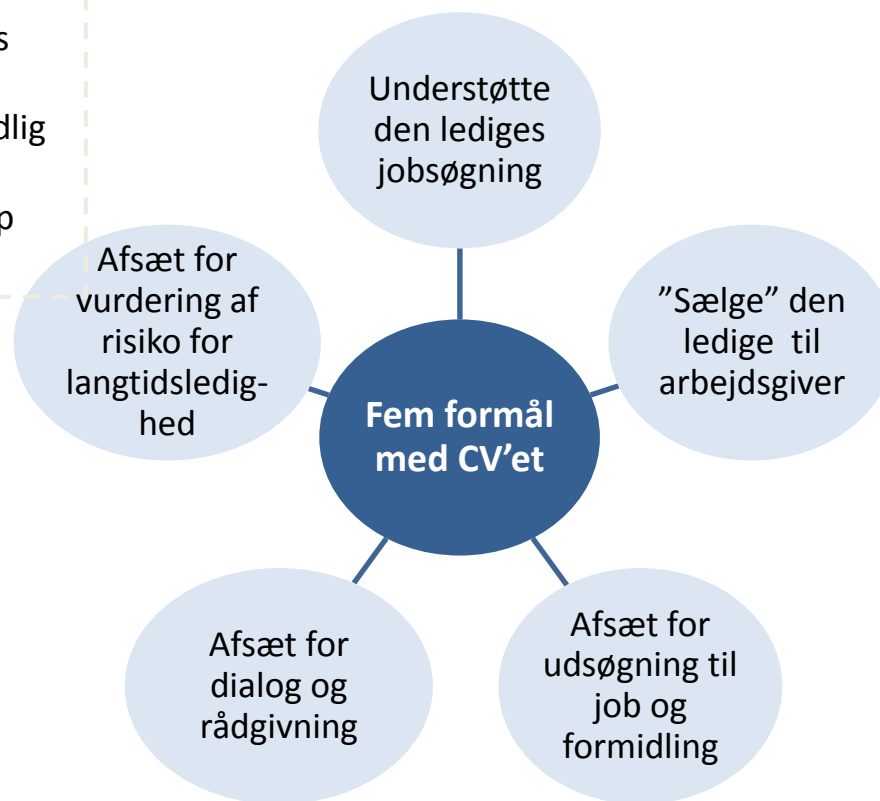 Understøtte
den lediges
jobsøgning
”Sælge” den
ledige til
arbejdsgiver
Afsæt for
udsøgning til
job og
formidling
Afsæt for
dialog og
rådgivning
Afsæt for
vurdering af
risiko for
langtidsledig-
hed
Fem formål
med CV’et